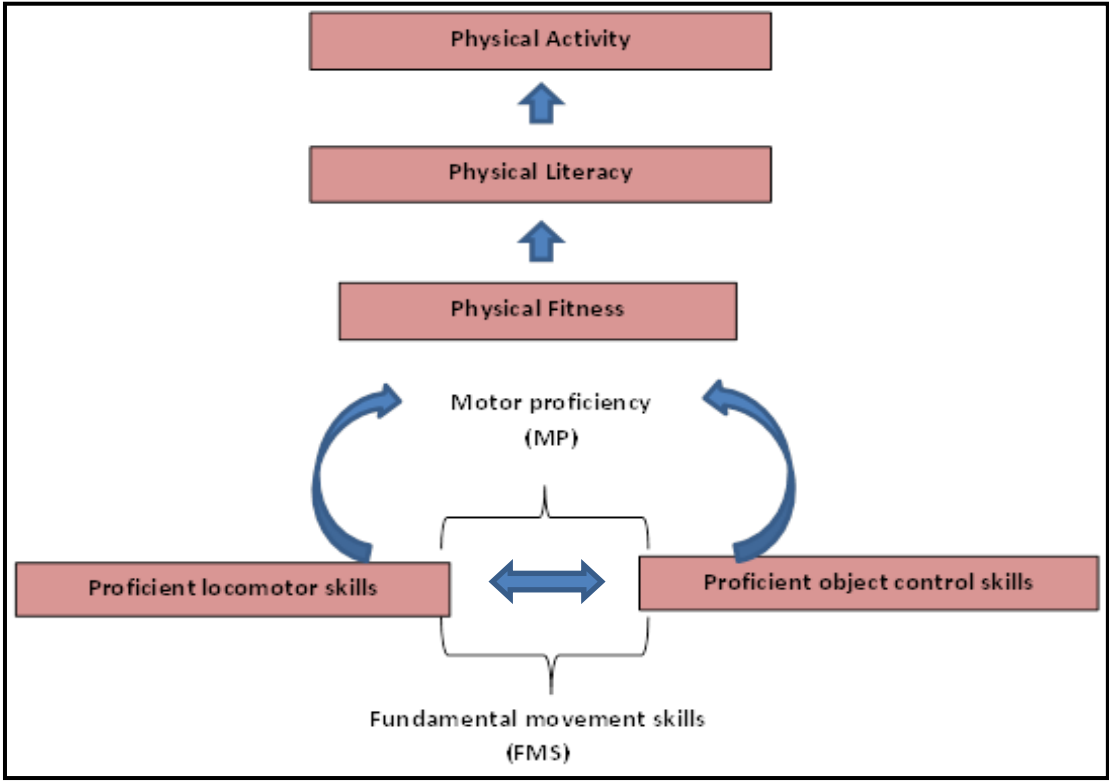 Physical Activity
Physical Literacy
Physical Fitness
Motor proficiency
(MP)
Proficient locomotor skills
Proficient object control skills
Fundamental movement skills
(FMS)